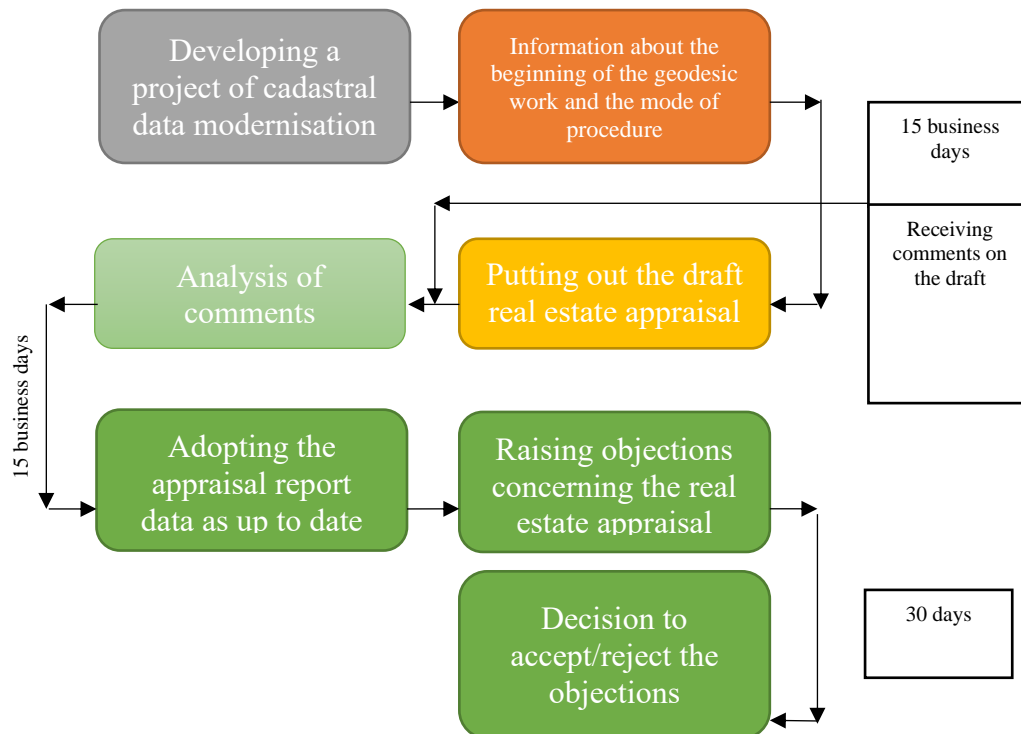 Developing a
project of cadastral
data modernisation
Information about the
beginning of the geodesic
work and the mode of
procedure
15 business
days
Receiving
comments on
the draft
Analysis of
comments
Putting out the draft
real estate appraisal
15 business days
Adopting the
appraisal report
data as up to date
Raising objections
concerning the real
estate appraisal
Decision to
accept/reject the
objections
30 days